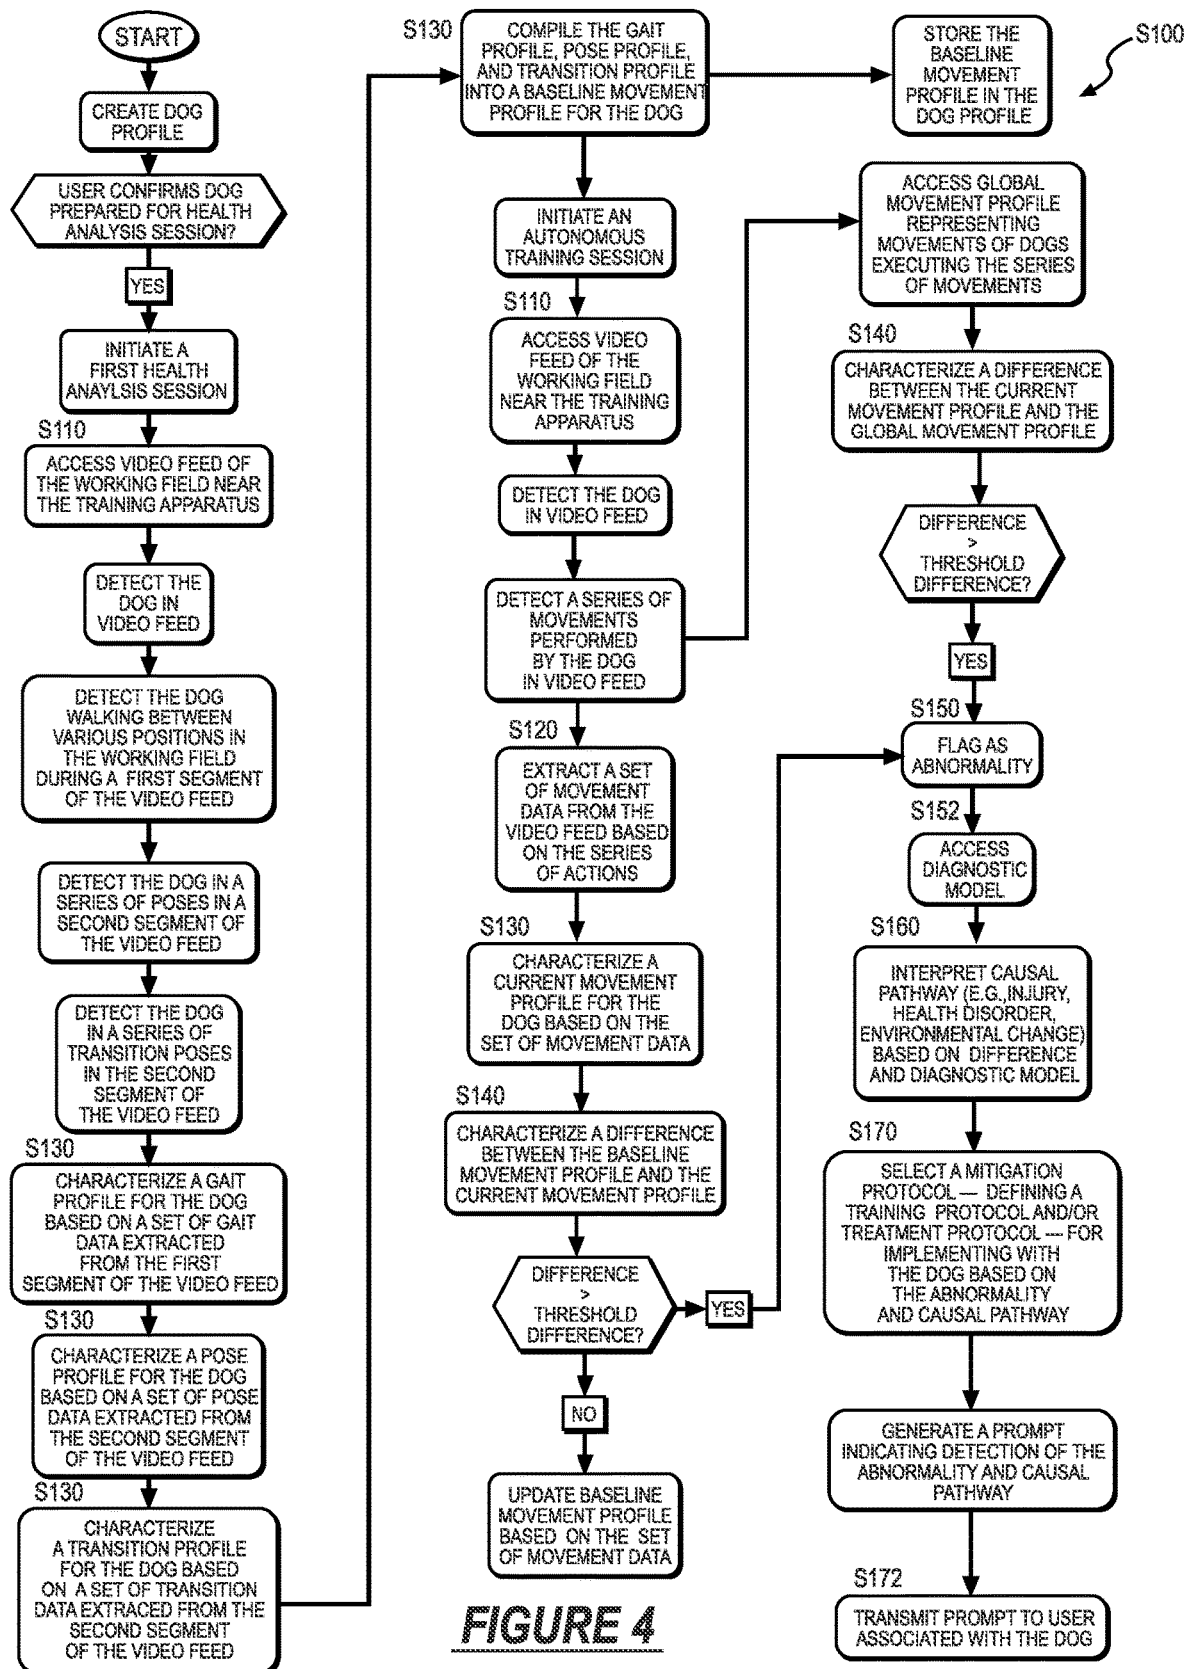 START
CREATE DOG
PROFILE
USER CONFIRMS DOG
PREPARED FOR HEALTH
ANALYSIS SESSION?
YES
INITIATE A
FIRST HEALTH
ANAYLSIS SESSION
S110
ACCESS VIDEO FEED OF
THE WORKING FIELD NEAR
THE TRAINING APPARATUS
DETECT THE
DOG IN
VIDEO FEED
DETECT THE DOG
WALKING BETWEEN
VARIOUS POSITIONS IN
THE WORKING FIELD
DURING A FIRST SEGMENT
OF THE VIDEO FEED
DETECT THE DOG IN A
SERIES OF POSES IN A
SECOND SEGMENT OF
THE VIDEO FEED
DETECT THE DOG
IN A SERIES OF
TRANSITION POSES
IN THE SECOND
SEGMENT OF
THE VIDEO FEED
S130
CHARACTERIZE A GAIT
PROFILE FOR THE DOG
BASED ON A SET OF GAIT
DATA EXTRACTED
FROM THE FIRST
SEGMENT OF THE VIDEO FEED
S130
CHARACTERIZE A POSE
PROFILE FOR THE DOG
BASED ON A SET OF POSE
DATA EXTRACTED FROM
THE SECOND SEGMENT
OF THE VIDEO FEED
S130
CHARACTERIZE
A TRANSITION PROFILE
FOR THE DOG BASED
ON A SET OF TRANSITION
DATA EXTRACED FROM THE
SECOND SEGMENT
OF THE VIDEO FEED
S130
COMPILE THE GAIT
PROFILE, POSE PROFILE,
AND TRANSITION PROFILE
INTO A BASELINE MOVEMENT
PROFILE FOR THE DOG
INITIATE AN
AUTONOMOUS
TRAINING SESSION
S110
ACCESS VIDEO
FEED OF THE
WORKING FIELD
NEAR THE TRAINING
APPARATUS
DETECT THE DOG
IN VIDEO FEED
DETECT A SERIES OF
MOVEMENTS
PERFORMED
BY THE DOG
IN VIDEO FEED
S120
EXTRACT A SET
OF MOVEMENT
DATA FROM THE
VIDEO FEED BASED
ON THE SERIES
OF ACTIONS
S130
CHARACTERIZE A
CURRENT MOVEMENT
PROFILE FOR THE
DOG BASED ON THE
SET OF MOVEMENT DATA
S140
CHARACTERIZE A DIFFERENCE
BETWEEN THE BASELINE
MOVEMENT PROFILE AND THE
CURRENT MOVEMENT PROFILE
DIFFERENCE
>
THRESHOLD
DIFFERENCE?
YES
NO
UPDATE BASELINE
MOVEMENT PROFILE
BASED ON THE SET
OF MOVEMENT DATA
STORE THE
BASELINE
MOVEMENT
PROFILE IN THE
DOG PROFILE
S100
ACCESS GLOBAL
MOVEMENT PROFILE
REPRESENTING
MOVEMENTS OF DOGS
EXECUTING THE SERIES
OF MOVEMENTS
S140
CHARACTERIZE A DIFFERENCE
BETWEEN THE CURRENT
MOVEMENT PROFILE AND THE
GLOBAL MOVEMENT PROFILE
DIFFERENCE
>
THRESHOLD
DIFFERENCE?
YES
S150
FLAG AS
ABNORMALITY
S152
ACCESS
DIAGNOSTIC
MODEL
S160
INTERPRET CAUSAL
PATHWAY (E.G.,INJURY,
HEALTH DISORDER,
ENVIRONMENTAL CHANGE)
BASED ON DIFFERENCE
AND DIAGNOSTIC MODEL
S170
SELECT A MITIGATION
PROTOCOL — DEFINING A
TRAINING PROTOCOL AND/OR
TREATMENT PROTOCOL — FOR
IMPLEMENTING WITH
THE DOG BASED ON
THE ABNORMALITY
AND CAUSAL PATHWAY
GENERATE A PROMPT
INDICATING DETECTION OF THE
ABNORMALITY AND CAUSAL
PATHWAY
S172
TRANSMIT PROMPT TO USER
ASSOCIATED WITH THE DOG
FIGURE 4